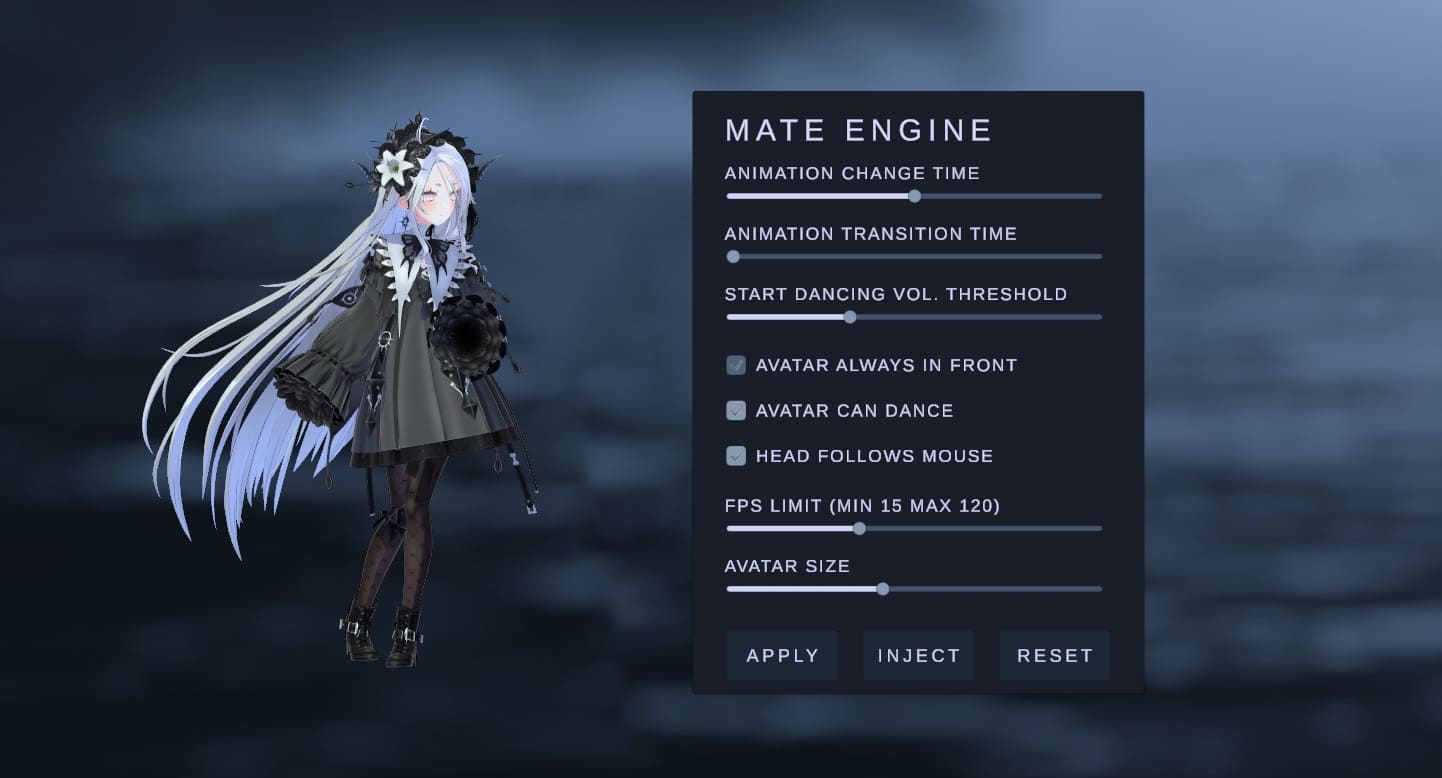 MATE ENGINE
ANIMATION CHANGE TIME
ANIMATION TRANSITION TIME
START DANCING VOL. THRESHOLD
AVATAR ALWAYS IN FRONT
AVATAR CAN DANCE
HEAD FOLLOWS MOUSE
FPS LIMIT (MIN 15 MAX 120)
AVATAR SIZE
APPLY INJECT RESET